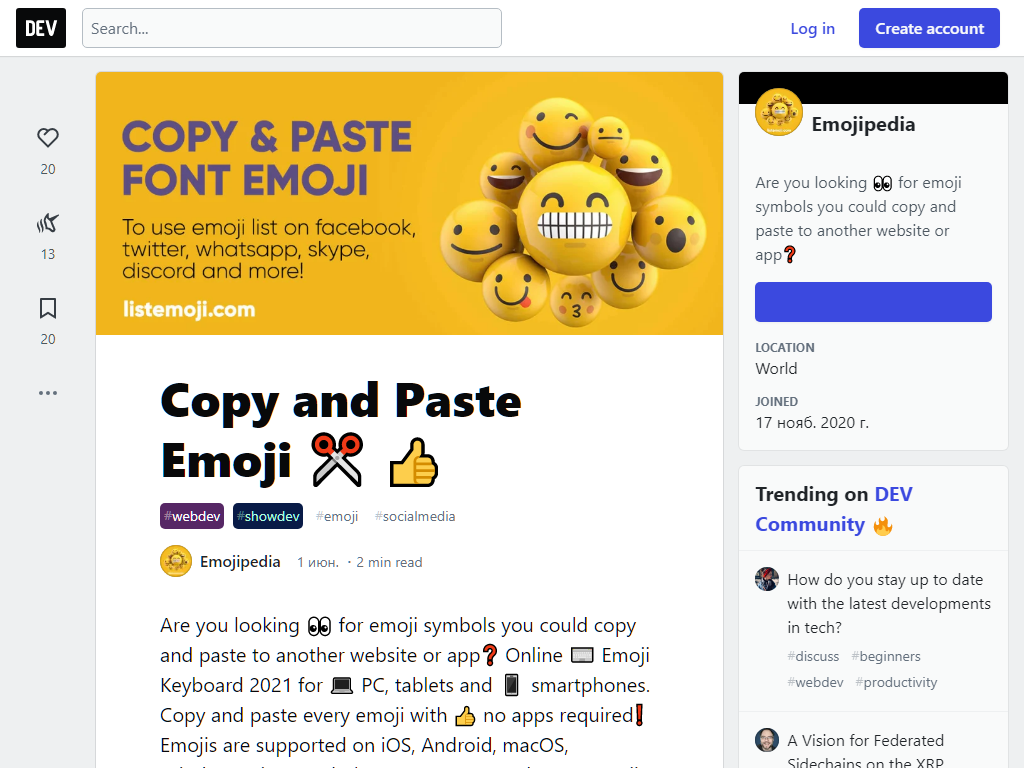 DEV
Search...
Log in
Create account
20
13
20
COPY & PASTE
FONT EMOJI
To use emoji list on facebook,
twitter, whatsapp, skype,
discord and more!
listemoji.com
Copy and Paste
Emoji ✂️ 👍
#webdev #showdev #emoji #socialmedia
Emojipedia 1 июн. ・2 min read
Are you looking 👀 for emoji symbols you could copy
and paste to another website or app❓ Online ⌨️ Emoji
Keyboard 2021 for 💻 PC, tablets and 📱 smartphones.
Copy and paste every emoji with 👍 no apps required❗
Emojis are supported on iOS, Android, macOS,
Emojipedia
Are you looking 👀 for emoji
symbols you could copy and
paste to another website or
app❓
LOCATION
World
JOINED
17 нояб. 2020 г.
Trending on DEV
Community 🔥
How do you stay up to date
with the latest developments
in tech?
#discuss #beginners
#webdev #productivity
A Vision for Federated
Sidechains on the XRP